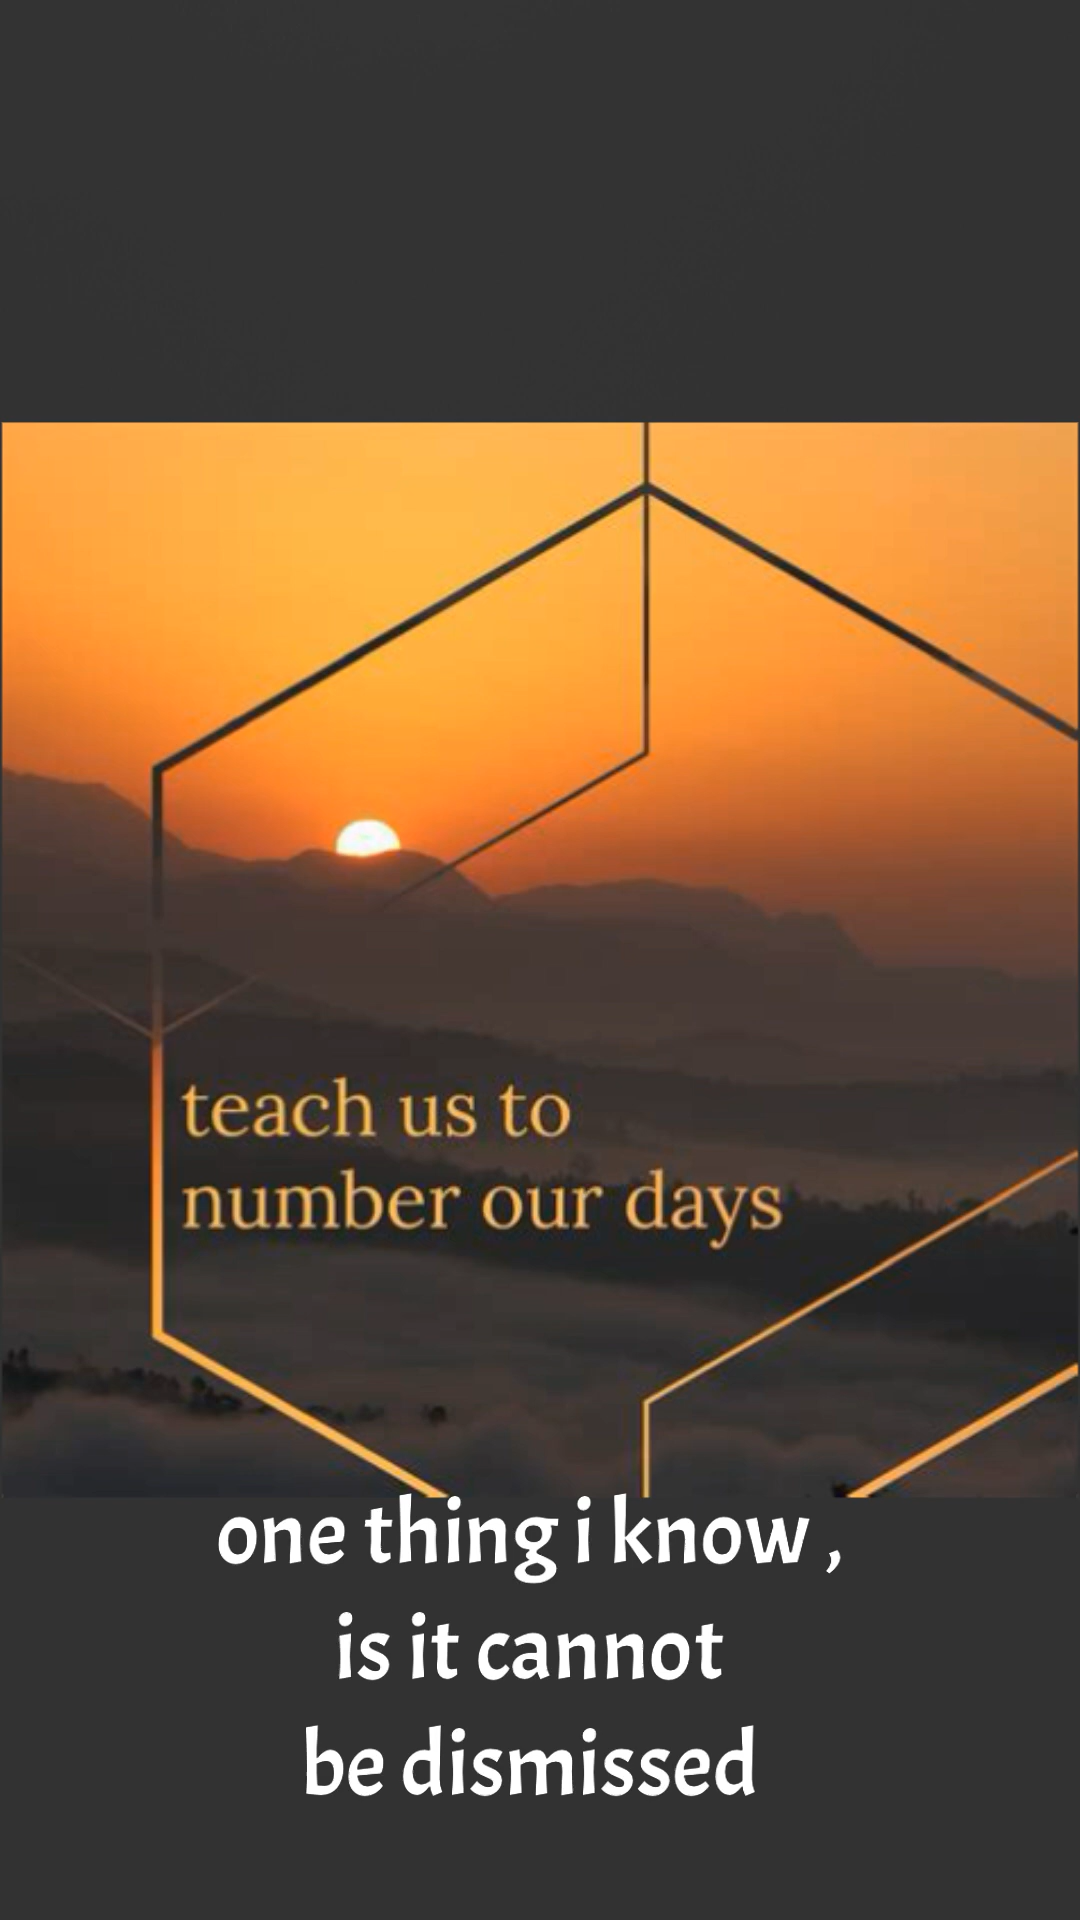 teach us to
number our days
one thing i know ,
is it cannot
be dismissed